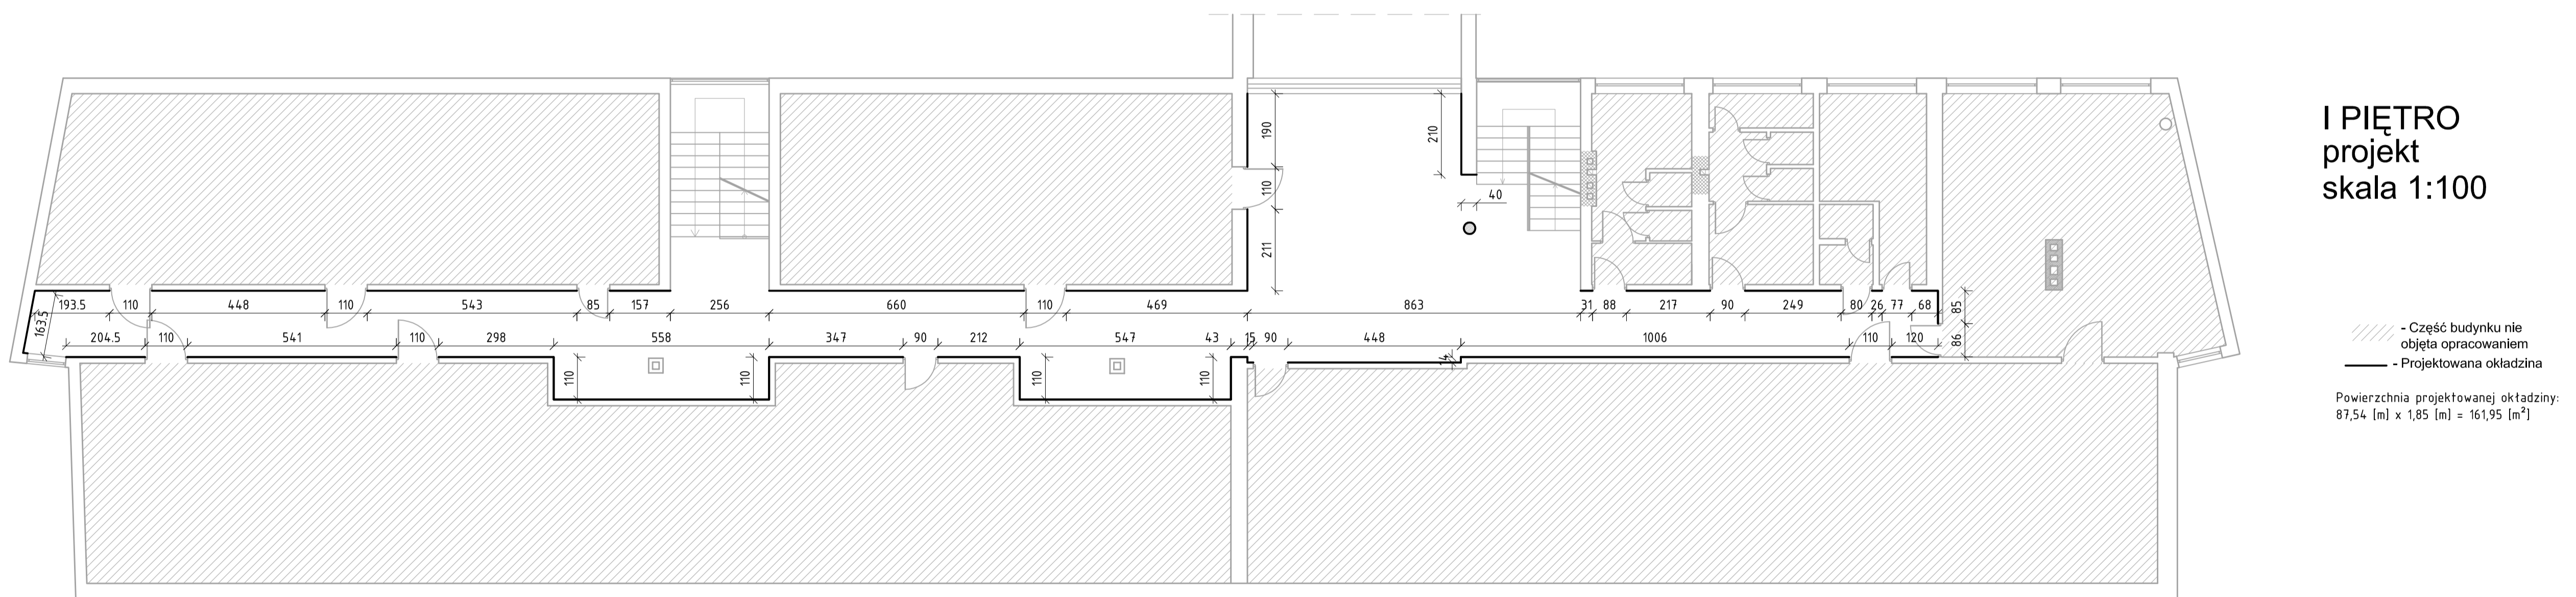 I PIĘTRO
projekt
skala 1:100
190
110
211
210
40
193.5 110 448 110 543 85 157 256 660 110 469 863 31 88 217 90 249 80 26 77 68
85
86
163.5
204.5 110 541 110 298 558 347 90 212 547 43 15 90 448 1006 110 120
4
110 110 110 110
- Część budynku nie
objęta opracowaniem
- Projektowana okładzina
Powierzchnia projektowanej okładziny:
87,54 [m] x 1,85 [m] = 161,95 [m²]